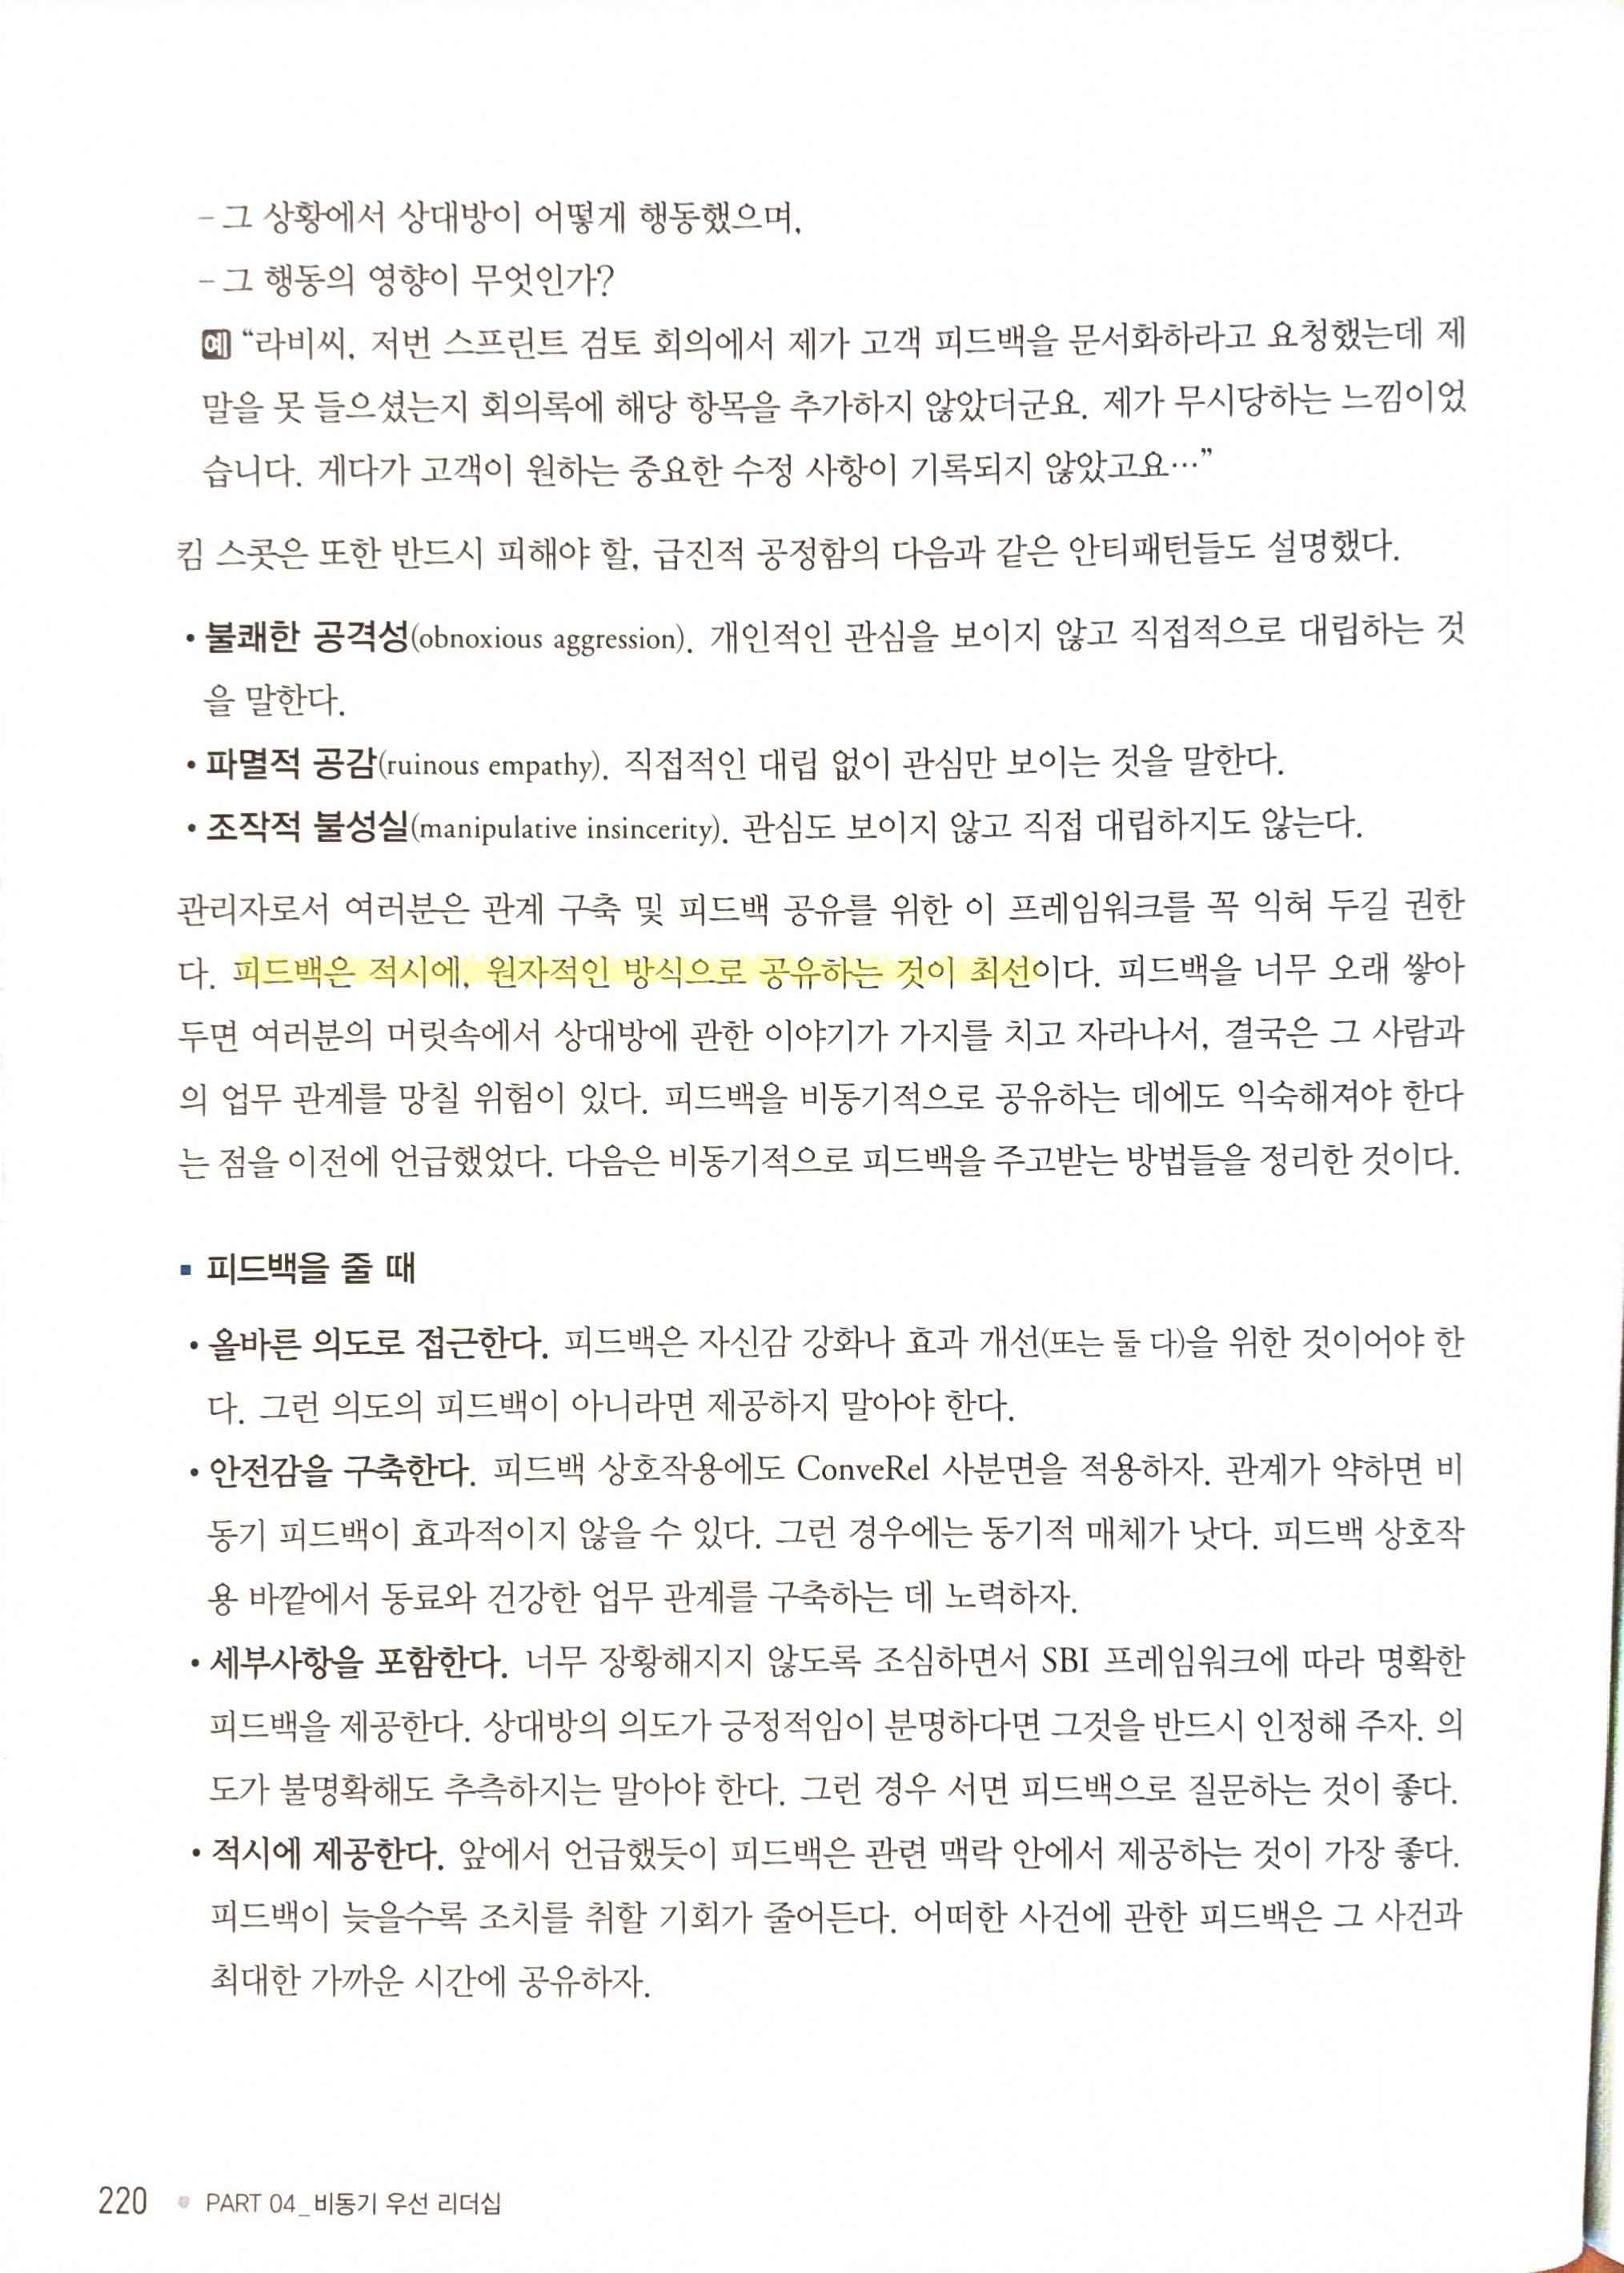 – 그 상황에서 상대방이 어떻게 행동했으며,
– 그 행동의 영향이 무엇인가?
예 “라비씨, 저번 스프린트 검토 회의에서 제가 고객 피드백을 문서화하라고 요청했는데 제
말을 못 들으셨는지 회의록에 해당 항목을 추가하지 않았더군요. 제가 무시당하는 느낌이었
습니다. 게다가 고객이 원하는 중요한 수정 사항이 기록되지 않았고요…”
킴 스콧은 또한 반드시 피해야 할, 급진적 공정함의 다음과 같은 안티패턴들도 설명했다.
• 불쾌한 공격성(obnoxious aggression). 개인적인 관심을 보이지 않고 직접적으로 대립하는 것
을 말한다.
• 파멸적 공감(ruinous empathy). 직접적인 대립 없이 관심만 보이는 것을 말한다.
• 조작적 불성실(manipulative insincerity). 관심도 보이지 않고 직접 대립하지도 않는다.
관리자로서 여러분은 관계 구축 및 피드백 공유를 위한 이 프레임워크를 꼭 익혀 두길 권한
다. 피드백은 적시에, 원자적인 방식으로 공유하는 것이 최선이다. 피드백을 너무 오래 쌓아
두면 여러분의 머릿속에서 상대방에 관한 이야기가 가지를 치고 자라나서, 결국은 그 사람과
의 업무 관계를 망칠 위험이 있다. 피드백을 비동기적으로 공유하는 데에도 익숙해져야 한다
는 점을 이전에 언급했었다. 다음은 비동기적으로 피드백을 주고받는 방법들을 정리한 것이다.
▪ 피드백을 줄 때
• 올바른 의도로 접근한다. 피드백은 자신감 강화나 효과 개선(또는 둘 다)을 위한 것이어야 한
다. 그런 의도의 피드백이 아니라면 제공하지 말아야 한다.
• 안전감을 구축한다. 피드백 상호작용에도 ConveRel 사분면을 적용하자. 관계가 약하면 비
동기 피드백이 효과적이지 않을 수 있다. 그런 경우에는 동기적 매체가 낫다. 피드백 상호작
용 바깥에서 동료와 건강한 업무 관계를 구축하는 데 노력하자.
• 세부사항을 포함한다. 너무 장황해지지 않도록 조심하면서 SBI 프레임워크에 따라 명확한
피드백을 제공한다. 상대방의 의도가 긍정적임이 분명하다면 그것을 반드시 인정해 주자. 의
도가 불명확해도 추측하지는 말아야 한다. 그런 경우 서면 피드백으로 질문하는 것이 좋다.
• 적시에 제공한다. 앞에서 언급했듯이 피드백은 관련 맥락 안에서 제공하는 것이 가장 좋다.
피드백이 늦을수록 조치를 취할 기회가 줄어든다. 어떠한 사건에 관한 피드백은 그 사건과
최대한 가까운 시간에 공유하자.
220 • PART 04_비동기 우선 리더십